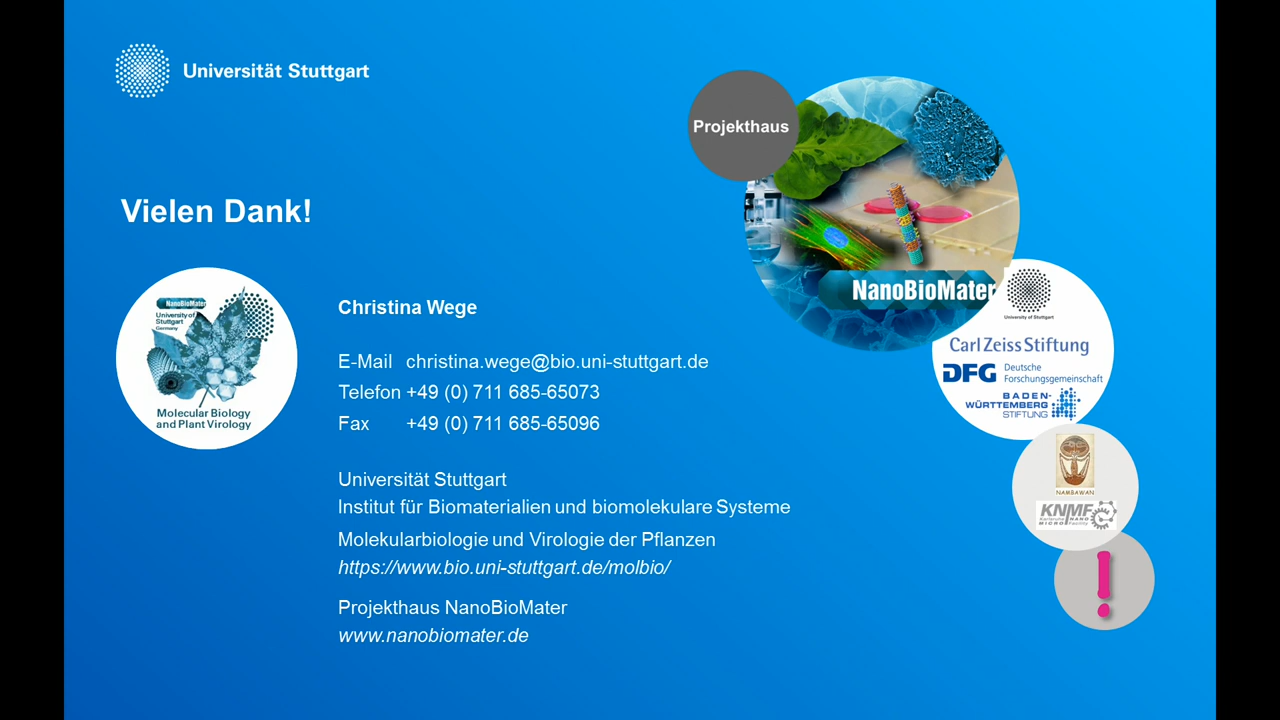 Universität Stuttgart
Projekthaus
Vielen Dank!
NanoBioMater
NanoBioMater
University of
Stuttgart
Germany
Molecular Biology
and Plant Virology
Christina Wege
E-Mail christina.wege@bio.uni-stuttgart.de
Telefon +49 (0) 711 685-65073
Fax +49 (0) 711 685-65096
Universität Stuttgart
Institut für Biomaterialien und biomolekulare Systeme
Molekularbiologie und Virologie der Pflanzen
https://www.bio.uni-stuttgart.de/molbio/
Projekthaus NanoBioMater
www.nanobiomater.de
University of Stuttgart
Carl Zeiss Stiftung
DFG Deutsche
Forschungsgemeinschaft
BADEN-
WÜRTTEMBERG
STIFTUNG
NAMBAWAN
KNMF
Karlsruhe NANO
MICRO Facility
!